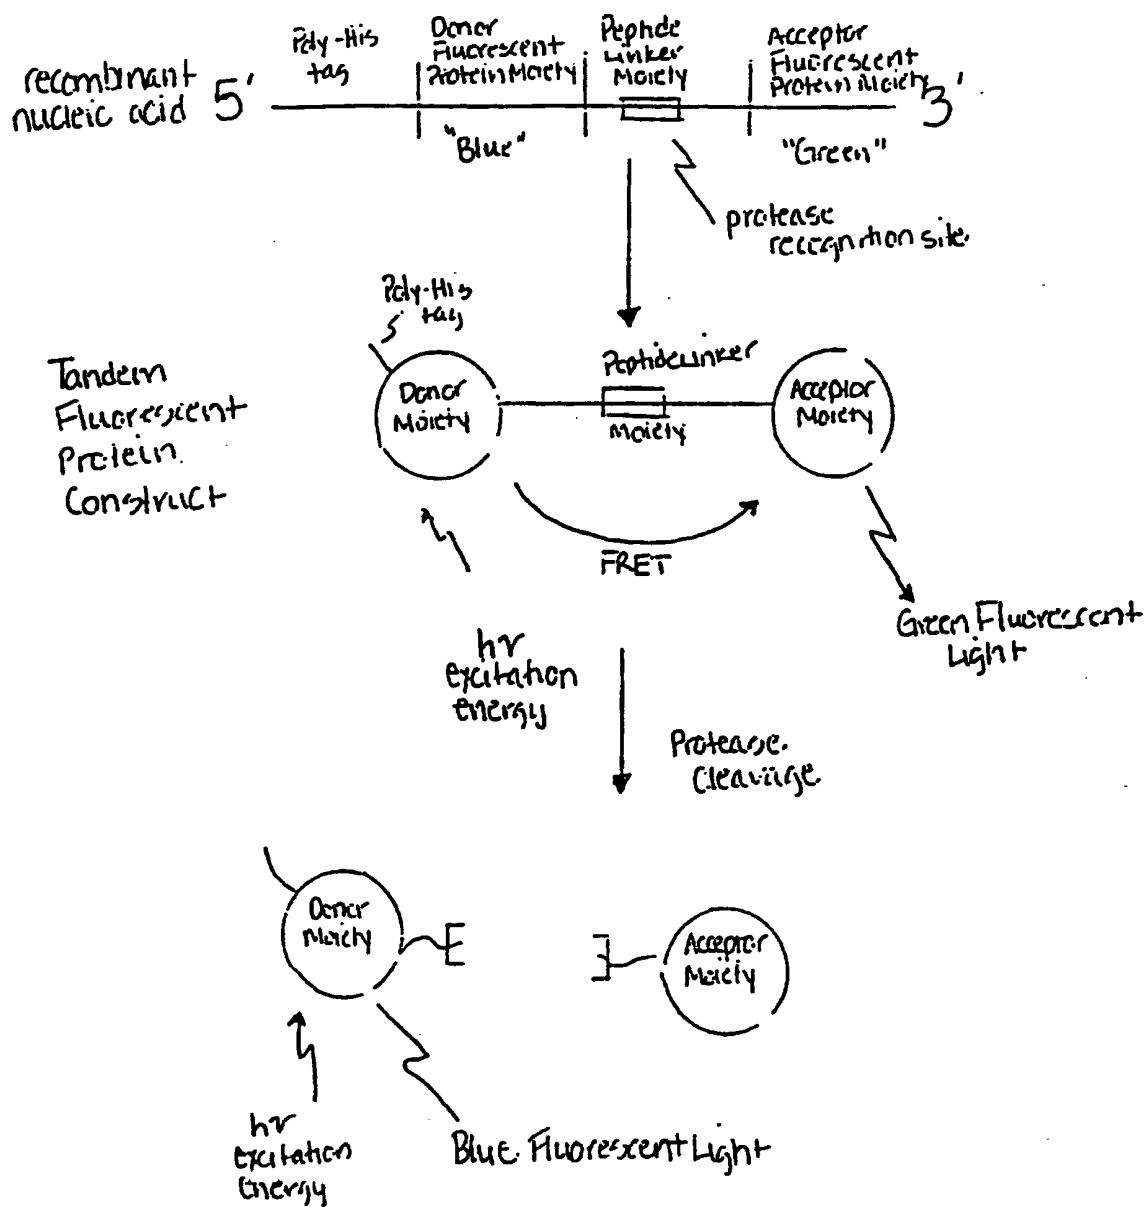 Poly-His
tag
Donor
Fluorescent
Protein Moiety
Peptide
Linker
Moiety
Acceptor
Fluorescent
Protein Moiety
recombinant
nucleic acid
5'
3'
"Blue"
"Green"
protease
recognition site
Poly-His
tag
Tandem
Fluorescent
Protein
Construct
Donor
Moiety
Peptide Linker
Moiety
Acceptor
Moiety
FRET
hν
excitation
energy
Green Fluorescent
Light
Protease
Cleavage
Donor
Moiety
Acceptor
Moiety
hν
excitation
Energy
Blue Fluorescent Light